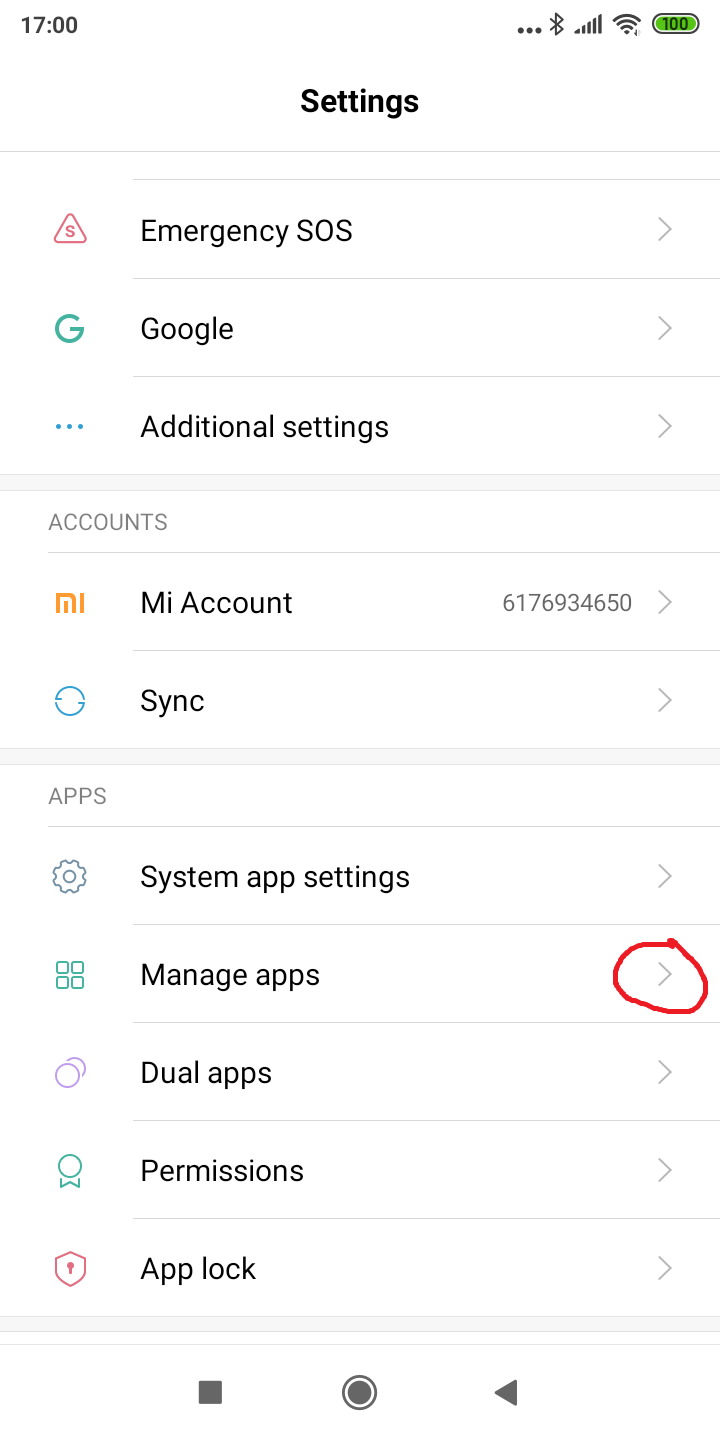 17:00
100
Settings
S
Emergency SOS
Google
Additional settings
ACCOUNTS
Mi Account 6176934650
Sync
APPS
System app settings
Manage apps
Dual apps
Permissions
App lock